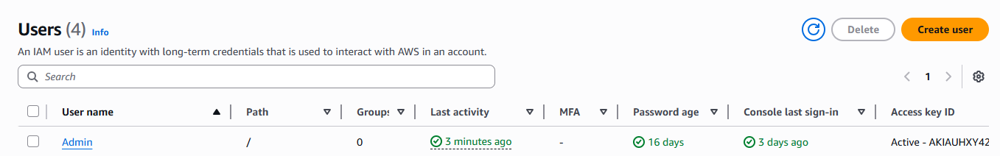 Users (4) Info
Delete
Create user
An IAM user is an identity with long-term credentials that is used to interact with AWS in an account.
Search
1
User name Path Groups Last activity MFA Password age Console last sign-in Access key ID
Admin / 0 3 minutes ago - 16 days 3 days ago Active - AKIAUHXY42